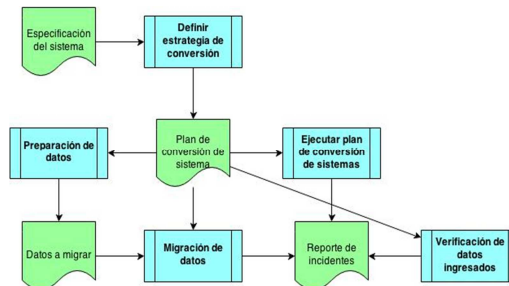 Especificación
del sistema
Definir
estrategia de
conversión
Preparación de
datos
Plan de
conversión de
sistema
Ejecutar plan
de conversión
de sistemas
Datos a migrar
Migración de
datos
Reporte de
incidentes
Verificación de
datos
ingresados